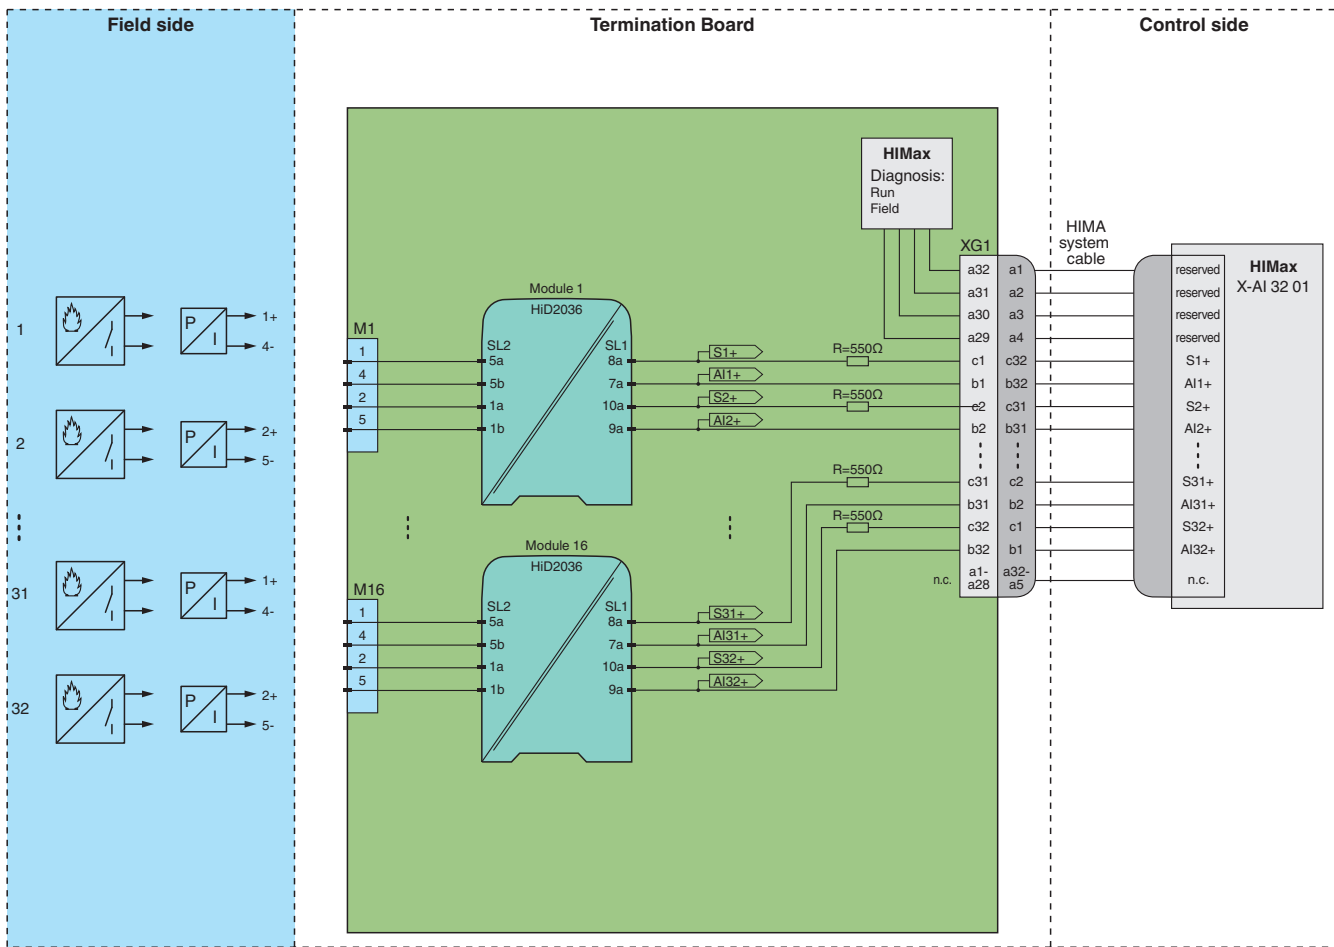 Field side
Termination Board
Control side
HIMax
Diagnosis:
Run
Field
XG1
HIMA
system
cable
HIMax
X-AI 32 01
a32 a1 reserved
a31 a2 reserved
a30 a3 reserved
a29 a4 reserved
c1 c32 S1+
b1 b32 AI1+
c2 c31 S2+
b2 b31 AI2+
c31 c2 S31+
b31 b2 AI31+
c32 c1 S32+
b32 b1 AI32+
n.c. a1- a32- n.c.
a28 a5
1
P
I
1+
4-
2
P
I
2+
5-
31
P
I
1+
4-
32
P
I
2+
5-
M1
1
4
2
5
Module 1
HiD2036
SL2 SL1
5a 8a
5b 7a
1a 10a
1b 9a
S1+
AI1+
S2+
AI2+
R=550Ω
R=550Ω
R=550Ω
R=550Ω
M16
1
4
2
5
Module 16
HiD2036
SL2 SL1
5a 8a
5b 7a
1a 10a
1b 9a
S31+
AI31+
S32+
AI32+